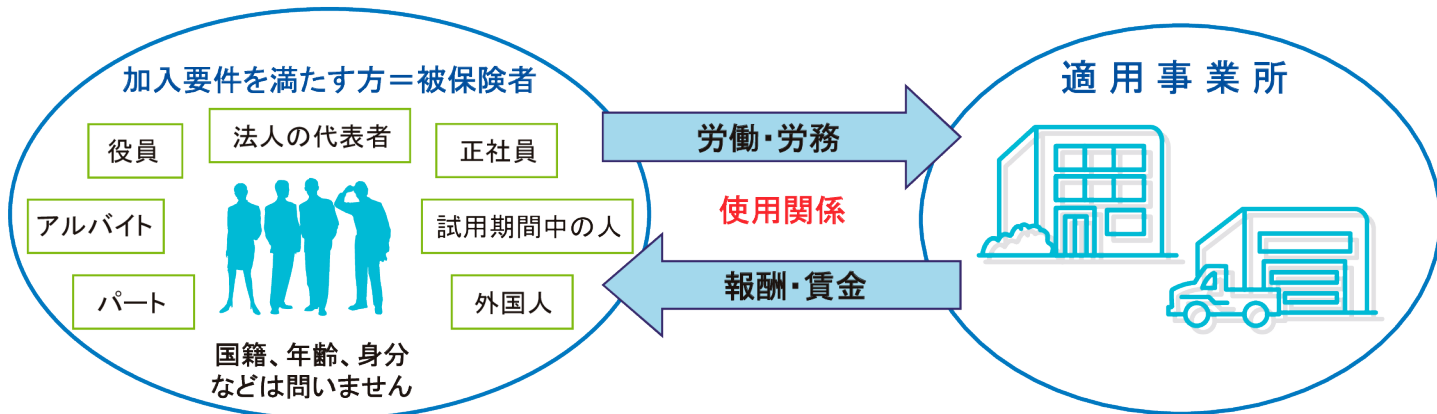 加入要件を満たす方＝被保険者
法人の代表者
役員
正社員
アルバイト
試用期間中の人
パート
外国人
国籍、年齢、身分
などは問いません
労働・労務
使用関係
報酬・賃金
適用事業所